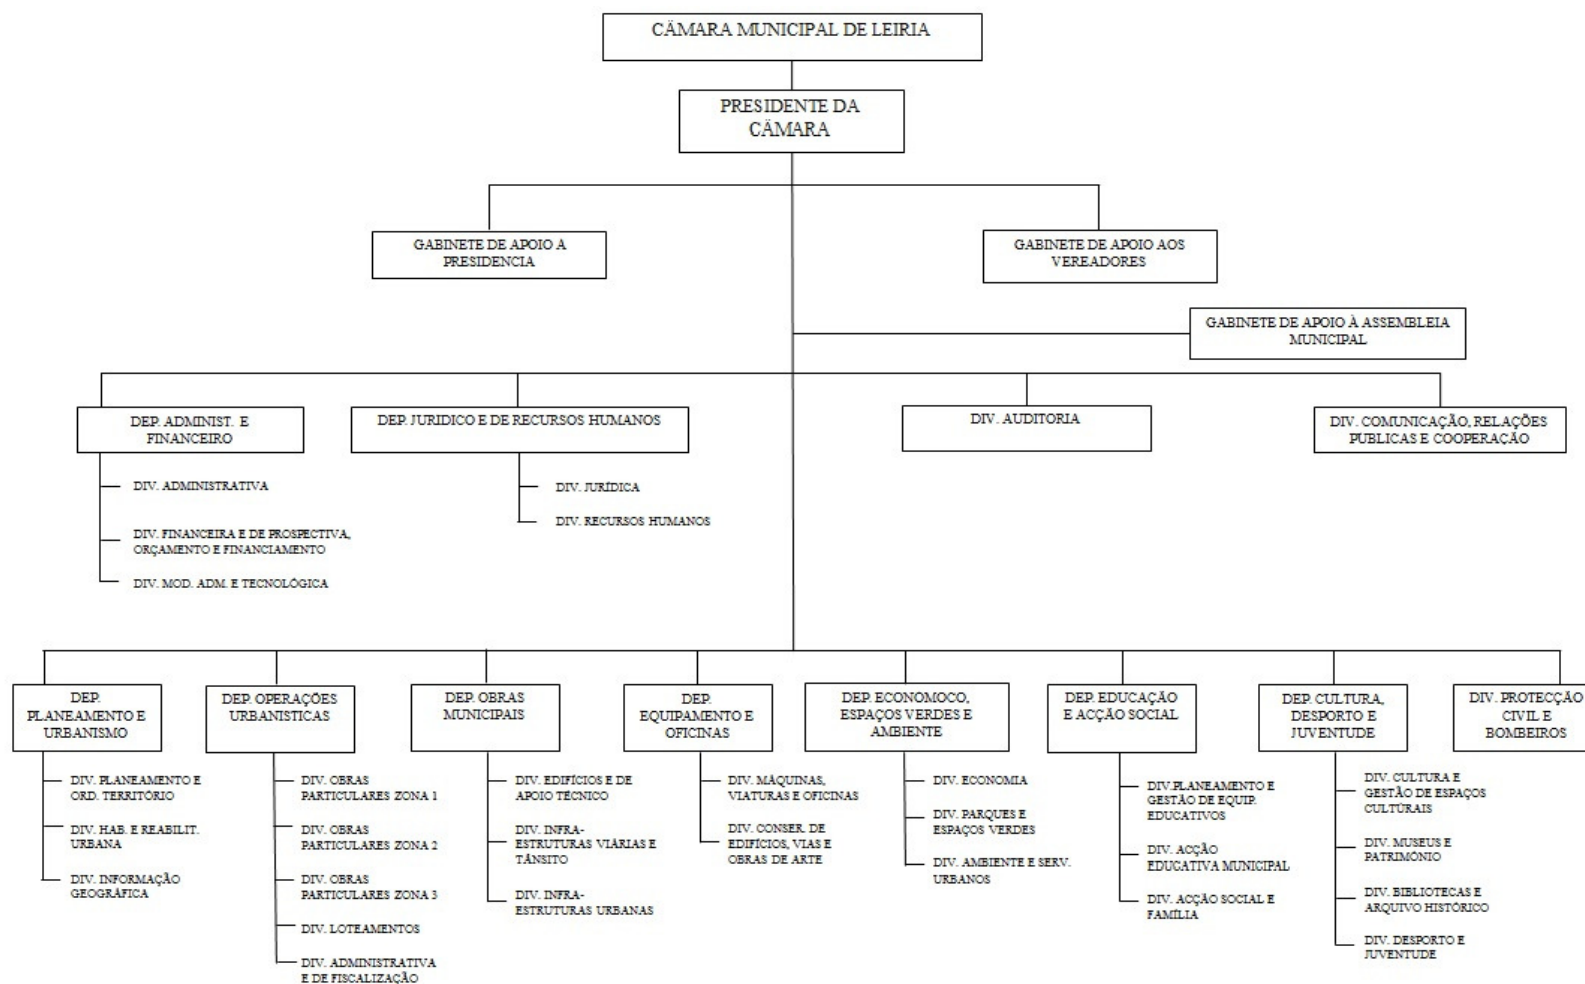 CÂMARA MUNICIPAL DE LEIRIA
PRESIDENTE DA
CÂMARA
GABINETE DE APOIO A
PRESIDENCIA
GABINETE DE APOIO AOS
VEREADORES
GABINETE DE APOIO À ASSEMBLEIA
MUNICIPAL
DEP. ADMINIST. E
FINANCEIRO
DIV. ADMINISTRATIVA
DIV. FINANCEIRA E DE PROSPECTIVA,
ORÇAMENTO E FINANCIAMENTO
DIV. MOD. ADM. E TECNOLÓGICA
DEP. JURIDICO E DE RECURSOS HUMANOS
DIV. JURÍDICA
DIV. RECURSOS HUMANOS
DIV. AUDITORIA
DIV. COMUNICAÇÃO, RELAÇÕES
PUBLICAS E COOPERAÇÃO
DEP.
PLANEAMENTO E
URBANISMO
DIV. PLANEAMENTO E
ORD. TERRITÓRIO
DIV. HAB. E REABILIT.
URBANA
DIV. INFORMAÇÃO
GEOGRÁFICA
DEP. OPERAÇÕES
URBANISTICAS
DIV. OBRAS
PARTICULARES ZONA 1
DIV. OBRAS
PARTICULARES ZONA 2
DIV. OBRAS
PARTICULARES ZONA 3
DIV. LOTEAMENTOS
DIV. ADMINISTRATIVA
E DE FISCALIZAÇÃO
DEP. OBRAS
MUNICIPAIS
DIV. EDIFÍCIOS E DE
APOIO TÉCNICO
DIV. INFRA-
ESTRUTURAS VIÁRIAS E
TÂNSITO
DIV. INFRA-
ESTRUTURAS URBANAS
DEP.
EQUIPAMENTO E
OFICINAS
DIV. MÁQUINAS,
VIATURAS E OFICINAS
DIV. CONSER. DE
EDIFÍCIOS, VIAS E
OBRAS DE ARTE
DEP. ECONOMOCO,
ESPAÇOS VERDES E
AMBIENTE
DIV. ECONOMIA
DIV. PARQUES E
ESPAÇOS VERDES
DIV. AMBIENTE E SERV.
URBANOS
DEP. EDUCAÇÃO
E ACÇÃO SOCIAL
DIV.PLANEAMENTO E
GESTÃO DE EQUIP.
EDUCATIVOS
DIV. ACÇÃO
EDUCATIVA MUNICIPAL
DIV. ACÇÃO SOCIAL E
FAMÍLIA
DEP. CULTURA,
DESPORTO E
JUVENTUDE
DIV. CULTURA E
GESTÃO DE ESPAÇOS
CULTÚRAIS
DIV. MUSEUS E
PATRIMÓNIO
DIV. BIBLIOTECAS E
ARQUIVO HISTÓRICO
DIV. DESPORTO E
JUVENTUDE
DIV. PROTECÇÃO
CIVIL E
BOMBEIROS